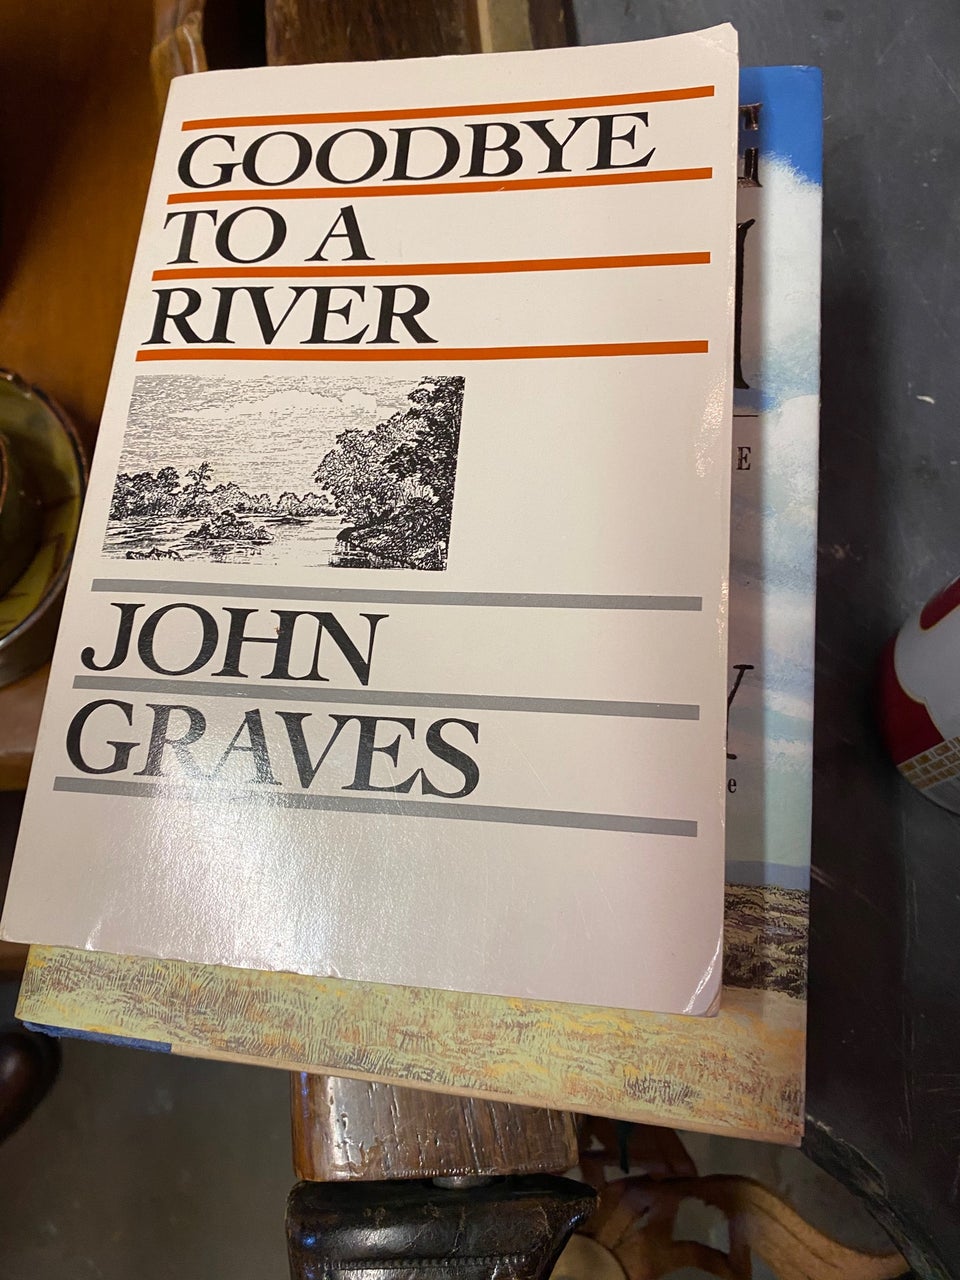 GOODBYE
TO A
RIVER
JOHN
GRAVES
E
Y
e